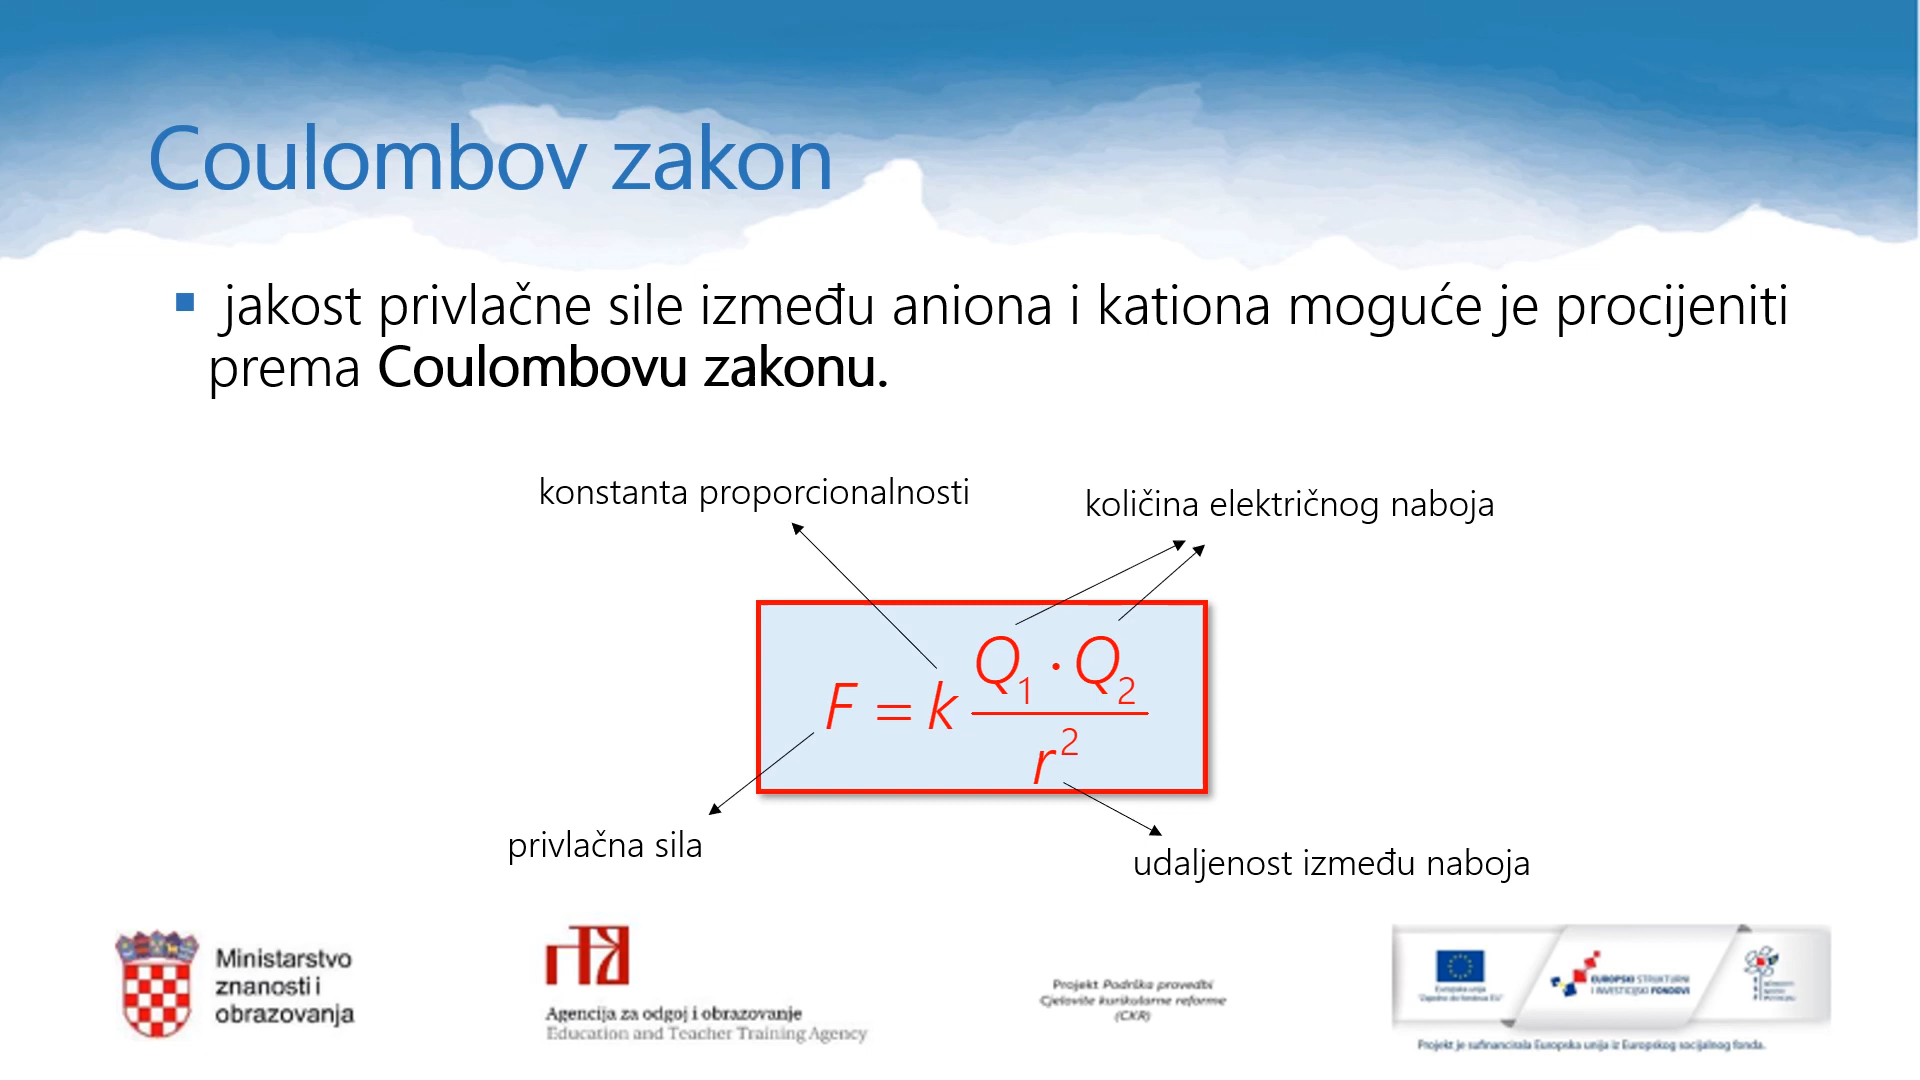 Coulombov zakon
jakost privlačne sile između aniona i kationa moguće je procijeniti
prema Coulombovu zakonu.
konstanta proporcionalnosti
količina električnog naboja
F = k Q₁ · Q₂ / r²
privlačna sila
udaljenost između naboja
Ministarstvo
znanosti i
obrazovanja
Agencija za odgoj i obrazovanje
Education and Teacher Training Agency
Projekt Podrška provedbi
Cjelovite kurikularne reforme
(CKR)
Europska unija
"Zajedno do fondova EU"
EUROPSKI STRUKTURNI
I INVESTICIJSKI FONDOVI
Projekt je sufinancirala Europska unija iz Europskog socijalnog fonda.